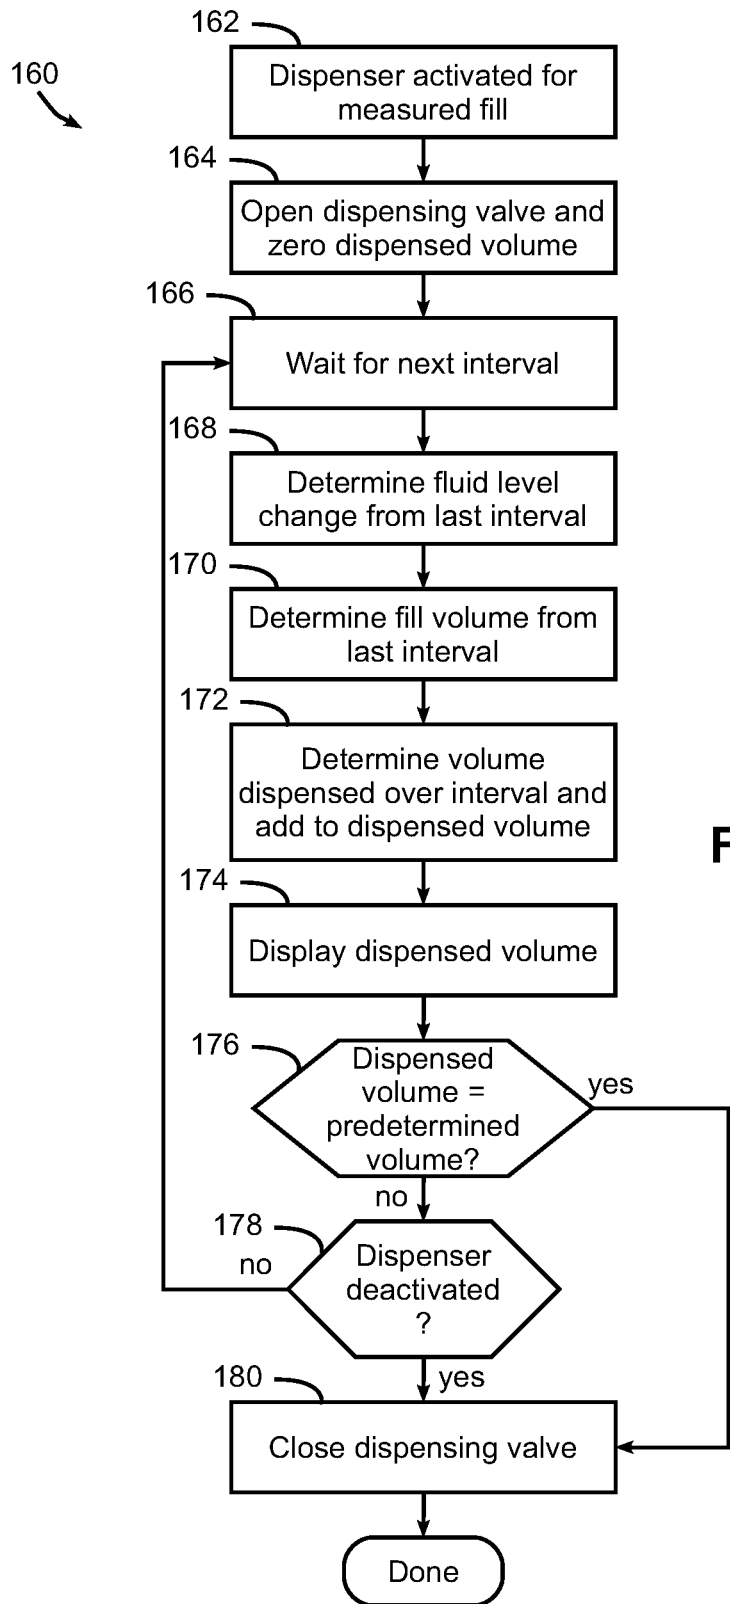 162
160
Dispenser activated for
measured fill
164
Open dispensing valve and
zero dispensed volume
166
Wait for next interval
168
Determine fluid level
change from last interval
170
Determine fill volume from
last interval
172
Determine volume
dispensed over interval and
add to dispensed volume
F
174
Display dispensed volume
176
Dispensed
volume =
predetermined
volume?
yes
no
178
no
Dispenser
deactivated
?
yes
180
Close dispensing valve
Done